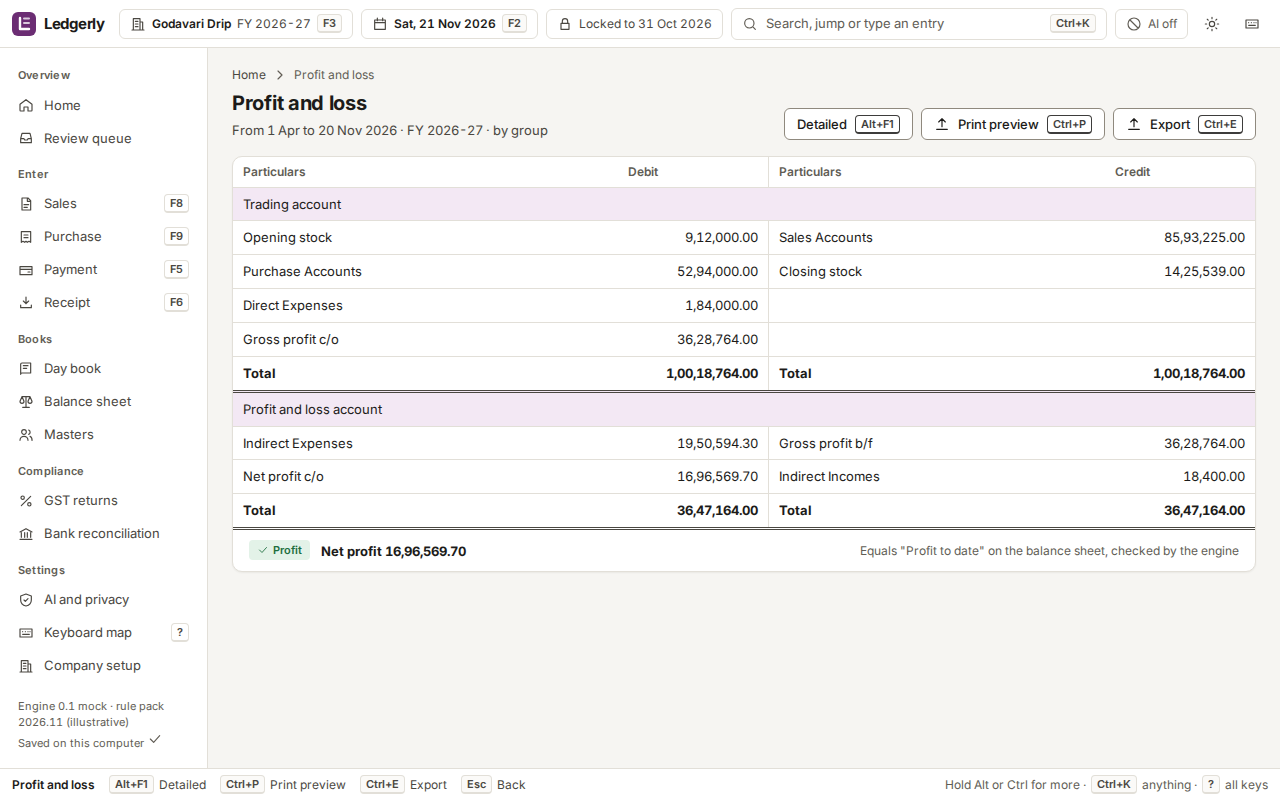 Ledgerly
Godavari Drip FY 2026-27 F3
Sat, 21 Nov 2026 F2
Locked to 31 Oct 2026
Search, jump or type an entry Ctrl+K
AI off
Overview
Home
Review queue
Enter
Sales F8
Purchase F9
Payment F5
Receipt F6
Books
Day book
Balance sheet
Masters
Compliance
GST returns
Bank reconciliation
Settings
AI and privacy
Keyboard map ?
Company setup
Engine 0.1 mock · rule pack
2026.11 (illustrative)
Saved on this computer
Home > Profit and loss
Profit and loss
From 1 Apr to 20 Nov 2026 · FY 2026-27 · by group
Detailed Alt+F1
Print preview Ctrl+P
Export Ctrl+E
Particulars Debit Particulars Credit
Trading account
Opening stock 9,12,000.00 Sales Accounts 85,93,225.00
Purchase Accounts 52,94,000.00 Closing stock 14,25,539.00
Direct Expenses 1,84,000.00
Gross profit c/o 36,28,764.00
Total 1,00,18,764.00 Total 1,00,18,764.00
Profit and loss account
Indirect Expenses 19,50,594.30 Gross profit b/f 36,28,764.00
Net profit c/o 16,96,569.70 Indirect Incomes 18,400.00
Total 36,47,164.00 Total 36,47,164.00
Profit Net profit 16,96,569.70 Equals "Profit to date" on the balance sheet, checked by the engine
Profit and loss Alt+F1 Detailed Ctrl+P Print preview Ctrl+E Export Esc Back Hold Alt or Ctrl for more · Ctrl+K anything · ? all keys